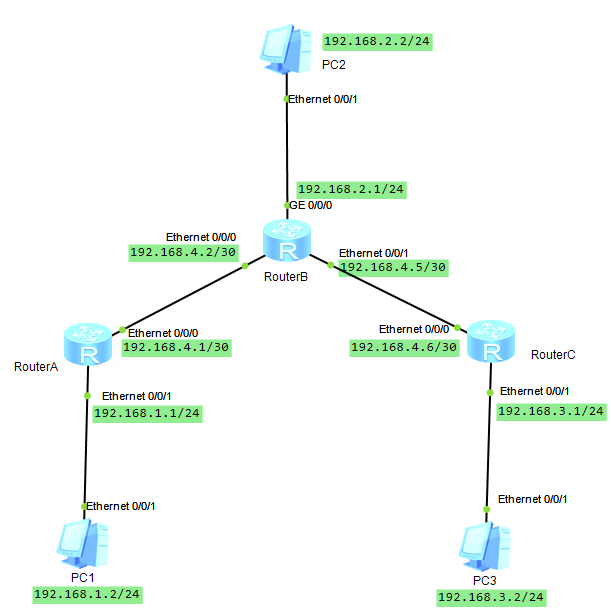 192.168.2.2/24
PC2
Ethernet 0/0/1
192.168.2.1/24
GE 0/0/0
Ethernet 0/0/0
192.168.4.2/30
Ethernet 0/0/1
192.168.4.5/30
R
RouterB
Ethernet 0/0/0
192.168.4.1/30
R
RouterA
Ethernet 0/0/0
192.168.4.6/30
R
RouterC
Ethernet 0/0/1
192.168.1.1/24
Ethernet 0/0/1
192.168.3.1/24
Ethernet 0/0/1
PC1
192.168.1.2/24
Ethernet 0/0/1
PC3
192.168.3.2/24